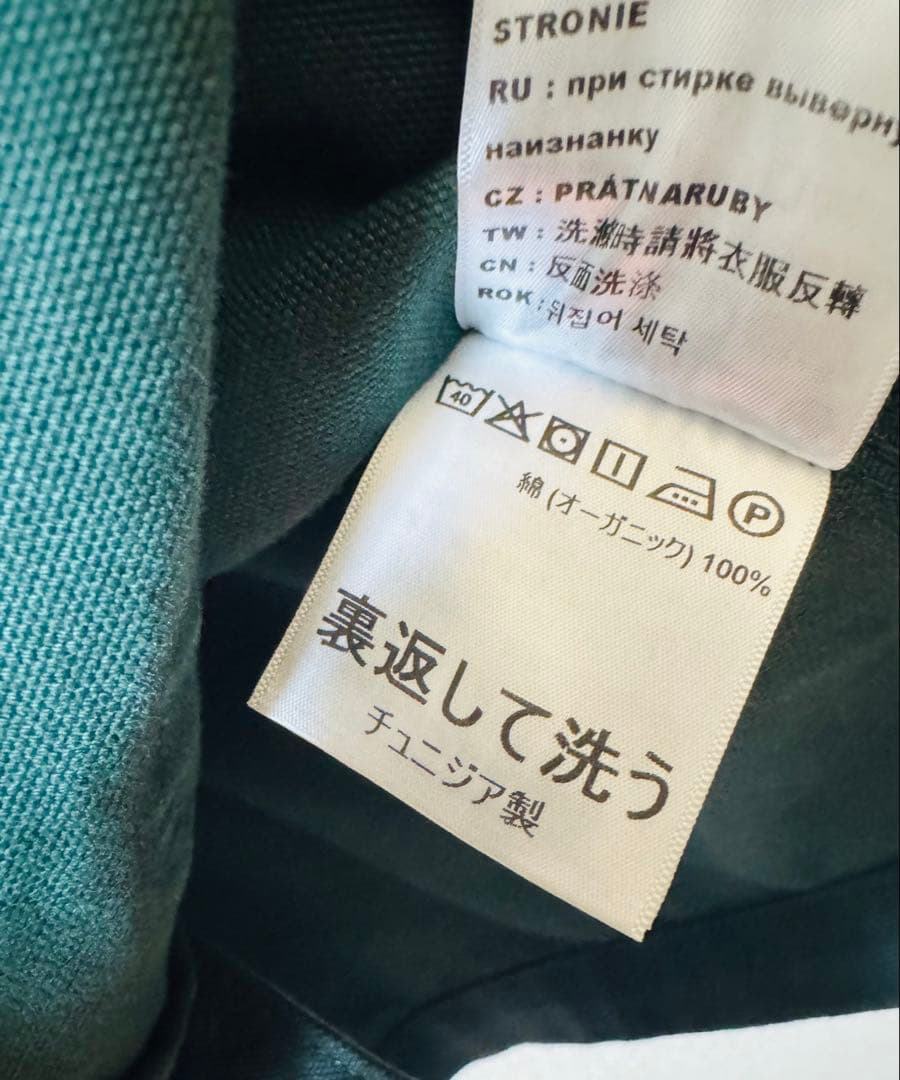 STRONIE
RU : при стирке выверну
наизнанку
CZ : PRÁTNARUBY
TW : 洗滌時請將衣服反轉
CN : 反面洗涤
ROK : 뒤집어 세탁
40
P
綿 (オーガニック) 100%
裏返して洗う
チュニジア製